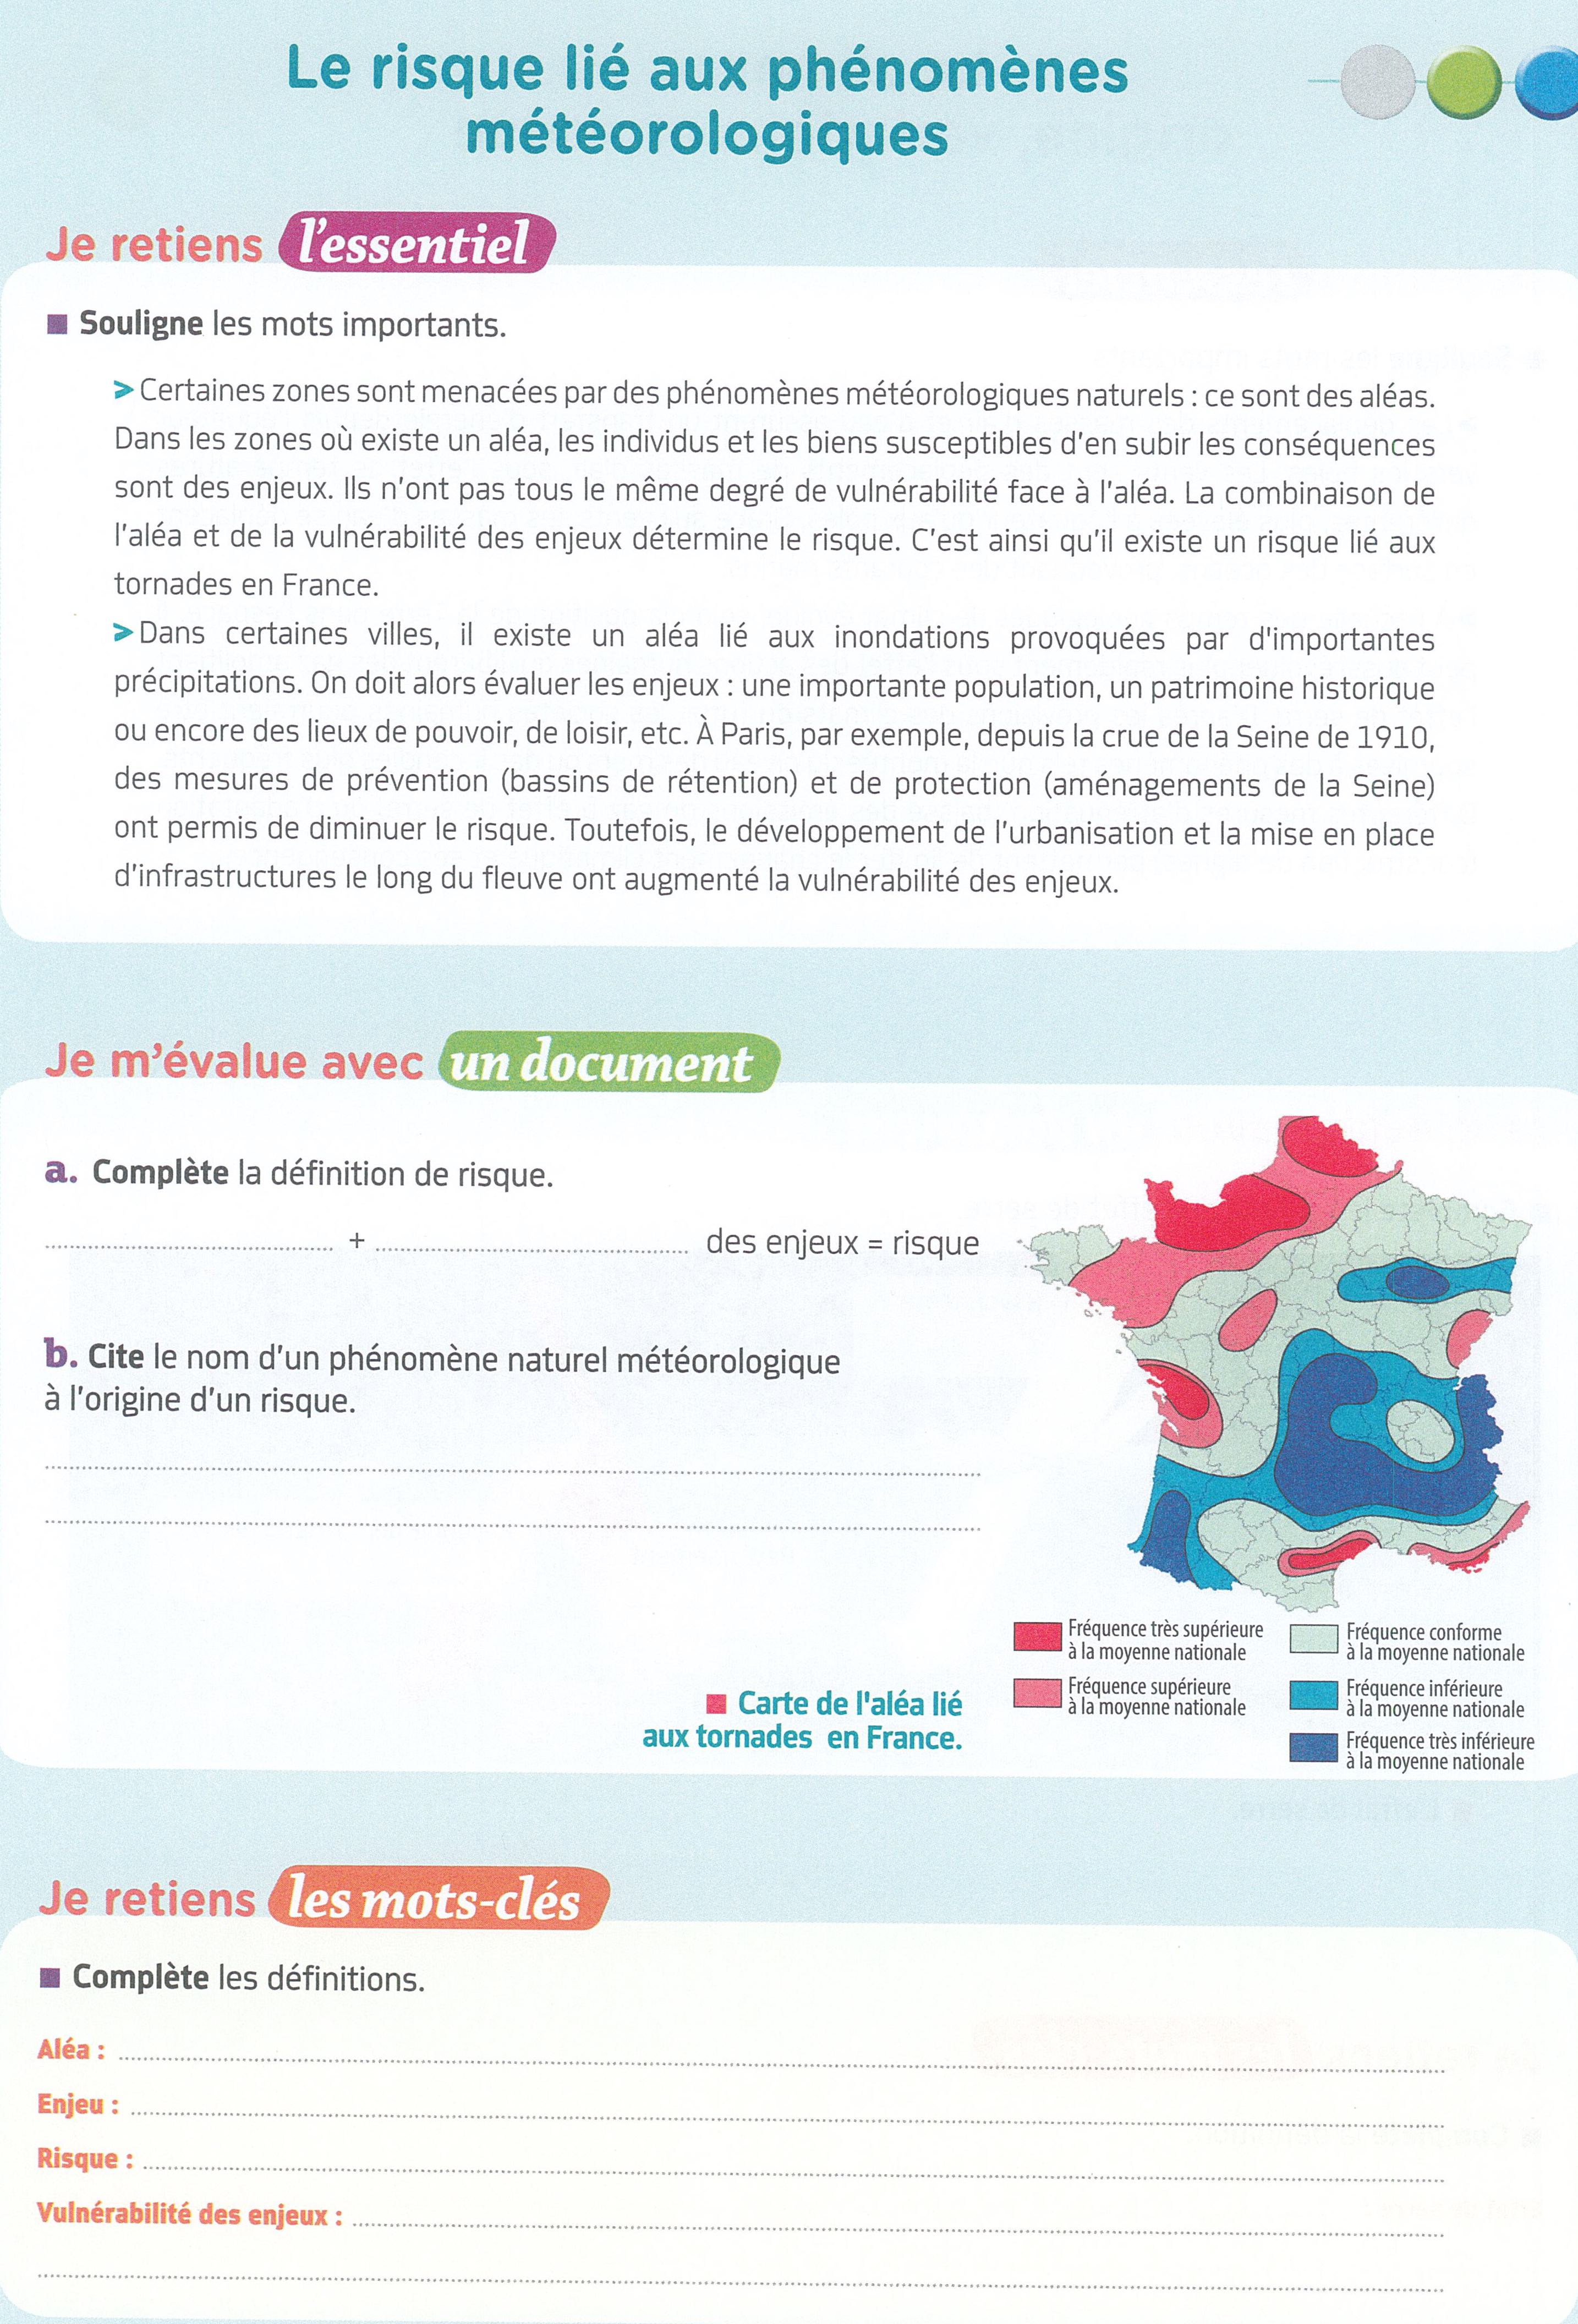 Le risque lié aux phénomènes
météorologiques
Je retiens l'essentiel
Souligne les mots importants.
> Certaines zones sont menacées par des phénomènes météorologiques naturels : ce sont des aléas.
Dans les zones où existe un aléa, les individus et les biens susceptibles d'en subir les conséquences
sont des enjeux. Ils n'ont pas tous le même degré de vulnérabilité face à l'aléa. La combinaison de
l'aléa et de la vulnérabilité des enjeux détermine le risque. C'est ainsi qu'il existe un risque lié aux
tornades en France.
> Dans certaines villes, il existe un aléa lié aux inondations provoquées par d'importantes
précipitations. On doit alors évaluer les enjeux : une importante population, un patrimoine historique
ou encore des lieux de pouvoir, de loisir, etc. À Paris, par exemple, depuis la crue de la Seine de 1910,
des mesures de prévention (bassins de rétention) et de protection (aménagements de la Seine)
ont permis de diminuer le risque. Toutefois, le développement de l'urbanisation et la mise en place
d'infrastructures le long du fleuve ont augmenté la vulnérabilité des enjeux.
Je m'évalue avec un document
a. Complète la définition de risque.
+ des enjeux = risque
b. Cite le nom d'un phénomène naturel météorologique
à l'origine d'un risque.
Carte de l'aléa lié
aux tornades en France.
Fréquence très supérieure
à la moyenne nationale
Fréquence supérieure
à la moyenne nationale
Fréquence conforme
à la moyenne nationale
Fréquence inférieure
à la moyenne nationale
Fréquence très inférieure
à la moyenne nationale
Je retiens les mots-clés
Complète les définitions.
Aléa :
Enjeu :
Risque :
Vulnérabilité des enjeux :